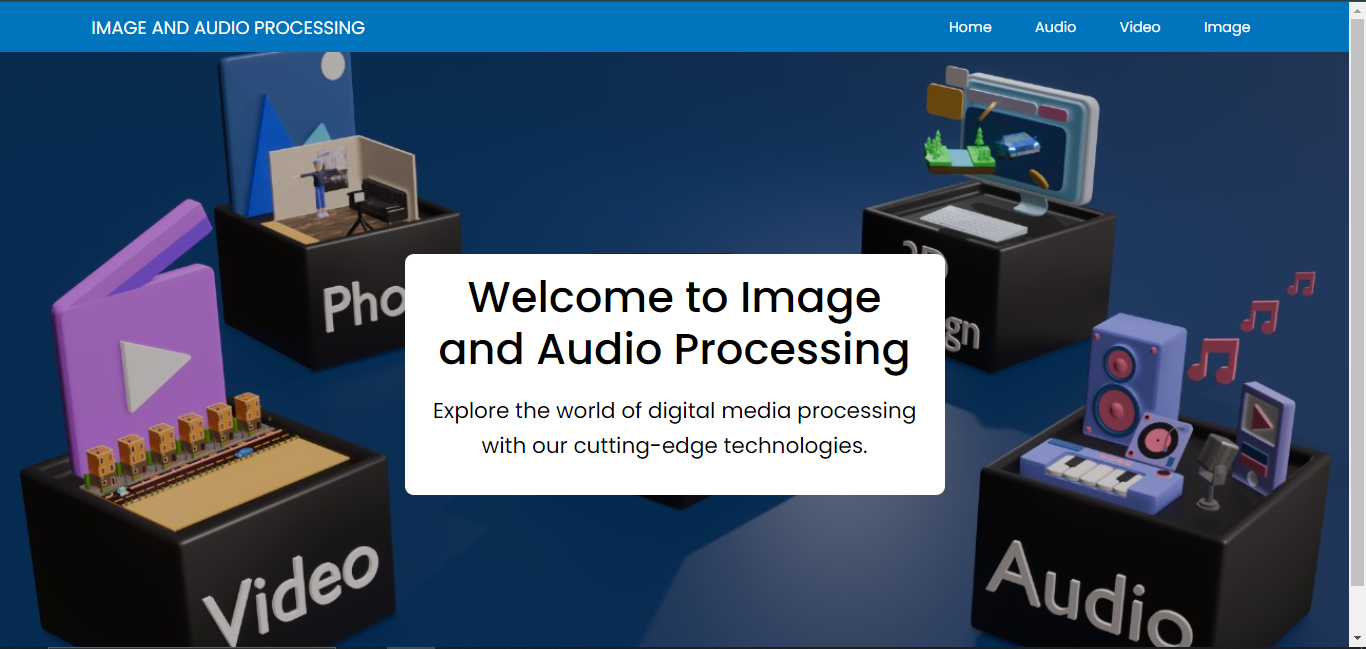 IMAGE AND AUDIO PROCESSING
Home Audio Video Image
Pho
3D
gn
Welcome to Image
and Audio Processing
Explore the world of digital media processing
with our cutting-edge technologies.
Video
Audio